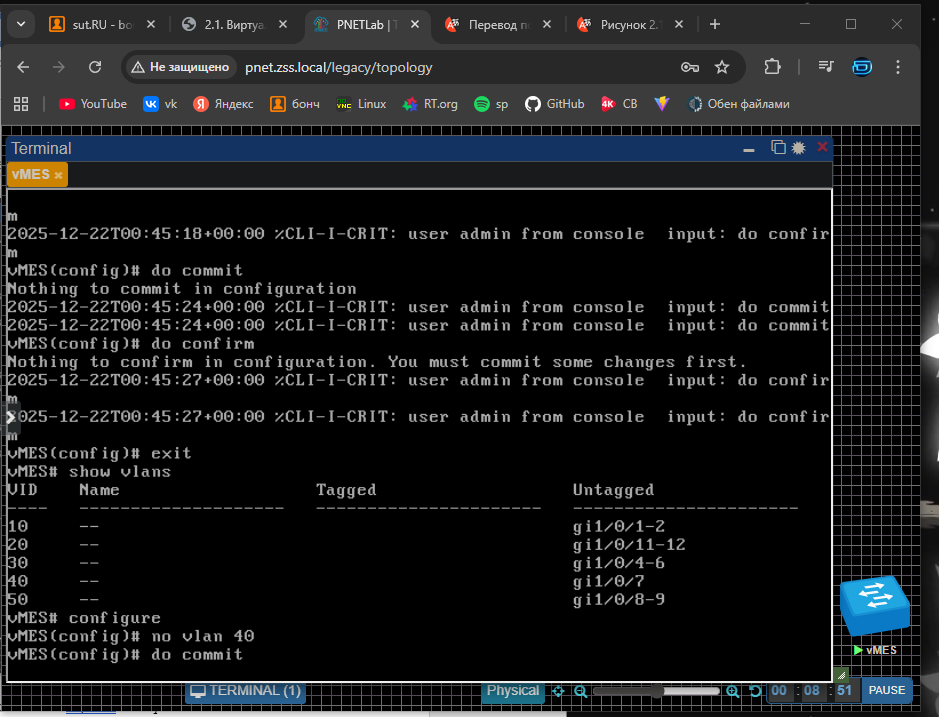 sut.RU - bo
2.1. Виртуа
PNETLab | T
Перевод п
Рисунок 2.
Не защищено
pnet.zss.local/legacy/topology
YouTube
vk
Яндекс
бонч
Linux
RT.org
sp
GitHub
СВ
Обен файлами
Terminal
vMES
m
2025-12-22T00:45:18+00:00 %CLI-I-CRIT: user admin from console  input: do confir
m
vMES(config)# do commit
Nothing to commit in configuration
2025-12-22T00:45:24+00:00 %CLI-I-CRIT: user admin from console  input: do commit
2025-12-22T00:45:24+00:00 %CLI-I-CRIT: user admin from console  input: do commit
vMES(config)# do confirm
Nothing to confirm in configuration. You must commit some changes first.
2025-12-22T00:45:27+00:00 %CLI-I-CRIT: user admin from console  input: do confir
m
2025-12-22T00:45:27+00:00 %CLI-I-CRIT: user admin from console  input: do confir
m
vMES(config)# exit
vMES# show vlans
VID Name Tagged Untagged
---- -------------------- ---------------------- ----------------------
10 -- gi1/0/1-2
20 -- gi1/0/11-12
30 -- gi1/0/4-6
40 -- gi1/0/7
50 -- gi1/0/8-9
vMES# configure
vMES(config)# no vlan 40
vMES(config)# do commit
vMES
TERMINAL (1)
Physical
00 : 08 : 51 PAUSE